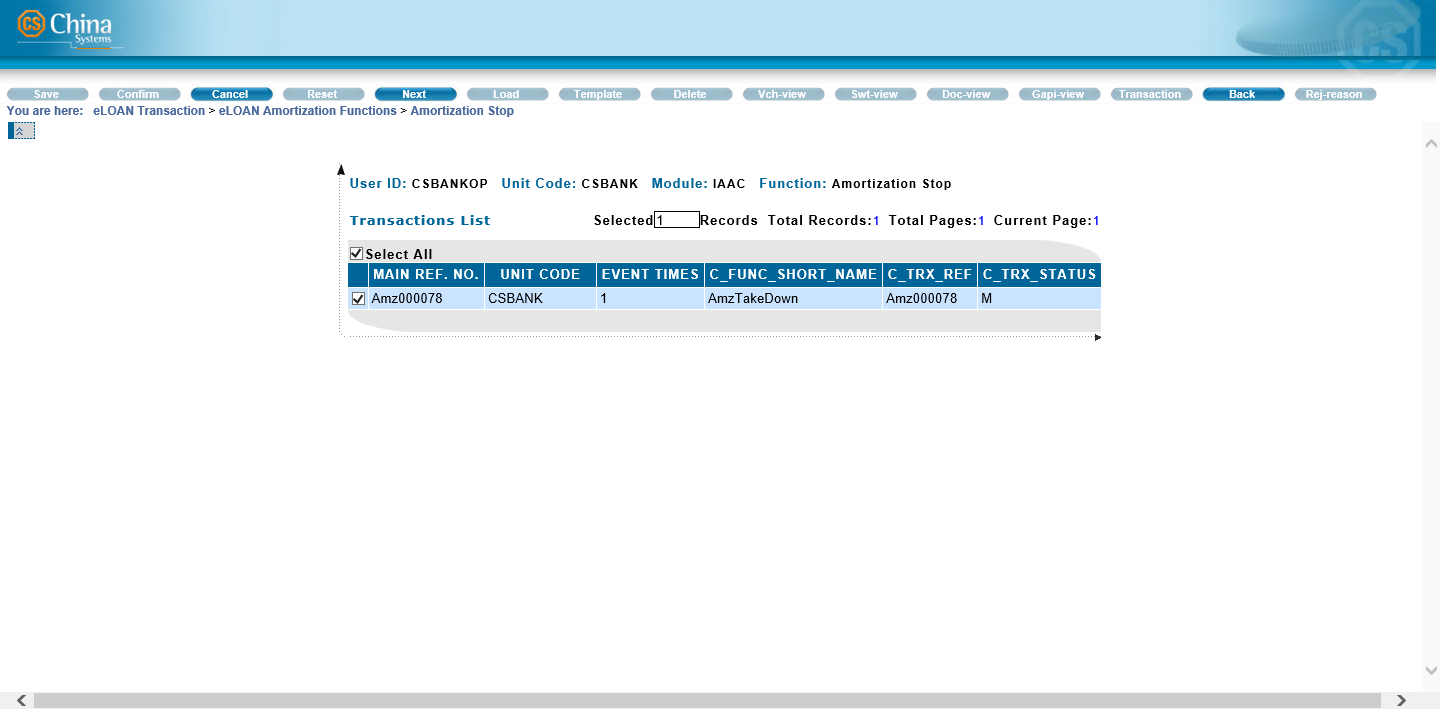 CS China
Systems
CS
Save Confirm Cancel Reset Next Load Template Delete Vch-view Swt-view Doc-view Gapi-view Transaction Back Rej-reason
You are here: eLOAN Transaction > eLOAN Amortization Functions > Amortization Stop
User ID: CSBANKOP Unit Code: CSBANK Module: IAAC Function: Amortization Stop
Transactions List Selected 1 Records Total Records:1 Total Pages:1 Current Page:1
Select All
MAIN REF. NO. UNIT CODE EVENT TIMES C_FUNC_SHORT_NAME C_TRX_REF C_TRX_STATUS
Amz000078 CSBANK 1 AmzTakeDown Amz000078 M